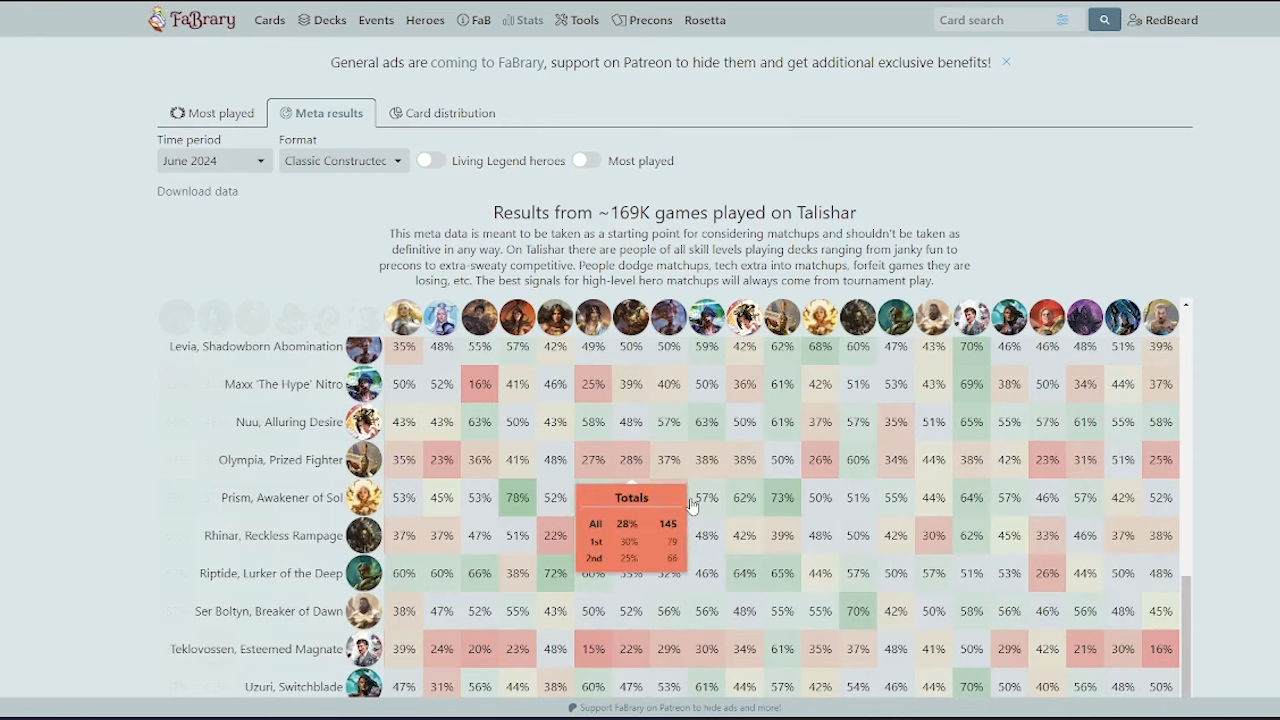 FaBrary Cards Decks Events Heroes FaB Stats Tools Precons Rosetta Card search RedBeard
General ads are coming to FaBrary, support on Patreon to hide them and get additional exclusive benefits! ×
Most played Meta results Card distribution
Time period Format
June 2024 Classic Constructec Living Legend heroes Most played
Download data
Results from ~169K games played on Talishar
This meta data is meant to be taken as a starting point for considering matchups and shouldn't be taken as
definitive in any way. On Talishar there are people of all skill levels playing decks ranging from janky fun to
precons to extra-sweaty competitive. People dodge matchups, tech extra into matchups, forfeit games they are
losing, etc. The best signals for high-level hero matchups will always come from tournament play.
Levia, Shadowborn Abomination 35% 48% 55% 57% 42% 49% 50% 50% 59% 42% 62% 68% 60% 47% 43% 70% 46% 46% 48% 51% 39%
Maxx 'The Hype' Nitro 50% 52% 16% 41% 46% 25% 39% 40% 50% 36% 61% 42% 51% 53% 43% 69% 38% 50% 34% 44% 37%
Nuu, Alluring Desire 43% 43% 63% 50% 43% 58% 48% 57% 63% 50% 61% 37% 57% 35% 51% 65% 55% 57% 61% 55% 58%
Olympia, Prized Fighter 35% 23% 36% 41% 48% 27% 28% 37% 38% 38% 50% 26% 60% 34% 44% 38% 42% 23% 31% 51% 25%
Prism, Awakener of Sol 53% 45% 53% 78% 52% 57% 62% 73% 50% 51% 55% 44% 64% 57% 46% 57% 42% 52%
Totals
All 28% 145
1st 30% 79
2nd 25% 66
Rhinar, Reckless Rampage 37% 37% 47% 51% 22% 48% 42% 39% 48% 50% 42% 30% 62% 45% 33% 46% 37% 38%
Riptide, Lurker of the Deep 60% 60% 66% 38% 72% 46% 64% 65% 44% 57% 50% 57% 51% 53% 26% 44% 50% 48%
Ser Boltyn, Breaker of Dawn 38% 47% 52% 55% 43% 50% 52% 56% 56% 48% 55% 55% 70% 42% 50% 58% 56% 46% 56% 48% 45%
Teklovossen, Esteemed Magnate 39% 24% 20% 23% 48% 15% 22% 29% 30% 34% 61% 35% 37% 48% 41% 50% 29% 42% 21% 30% 16%
Uzuri, Switchblade 47% 31% 56% 44% 38% 60% 47% 53% 61% 44% 57% 42% 54% 46% 44% 70% 50% 40% 56% 48% 50%
Support FaBrary on Patreon to hide ads and more!